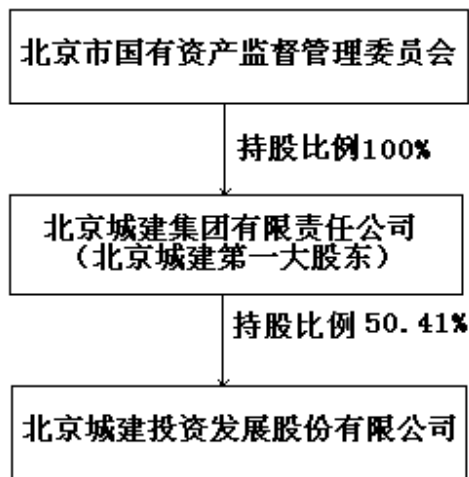 北京市国有资产监督管理委员会
持股比例100%
北京城建集团有限责任公司
（北京城建第一大股东）
持股比例 50.41%
北京城建投资发展股份有限公司